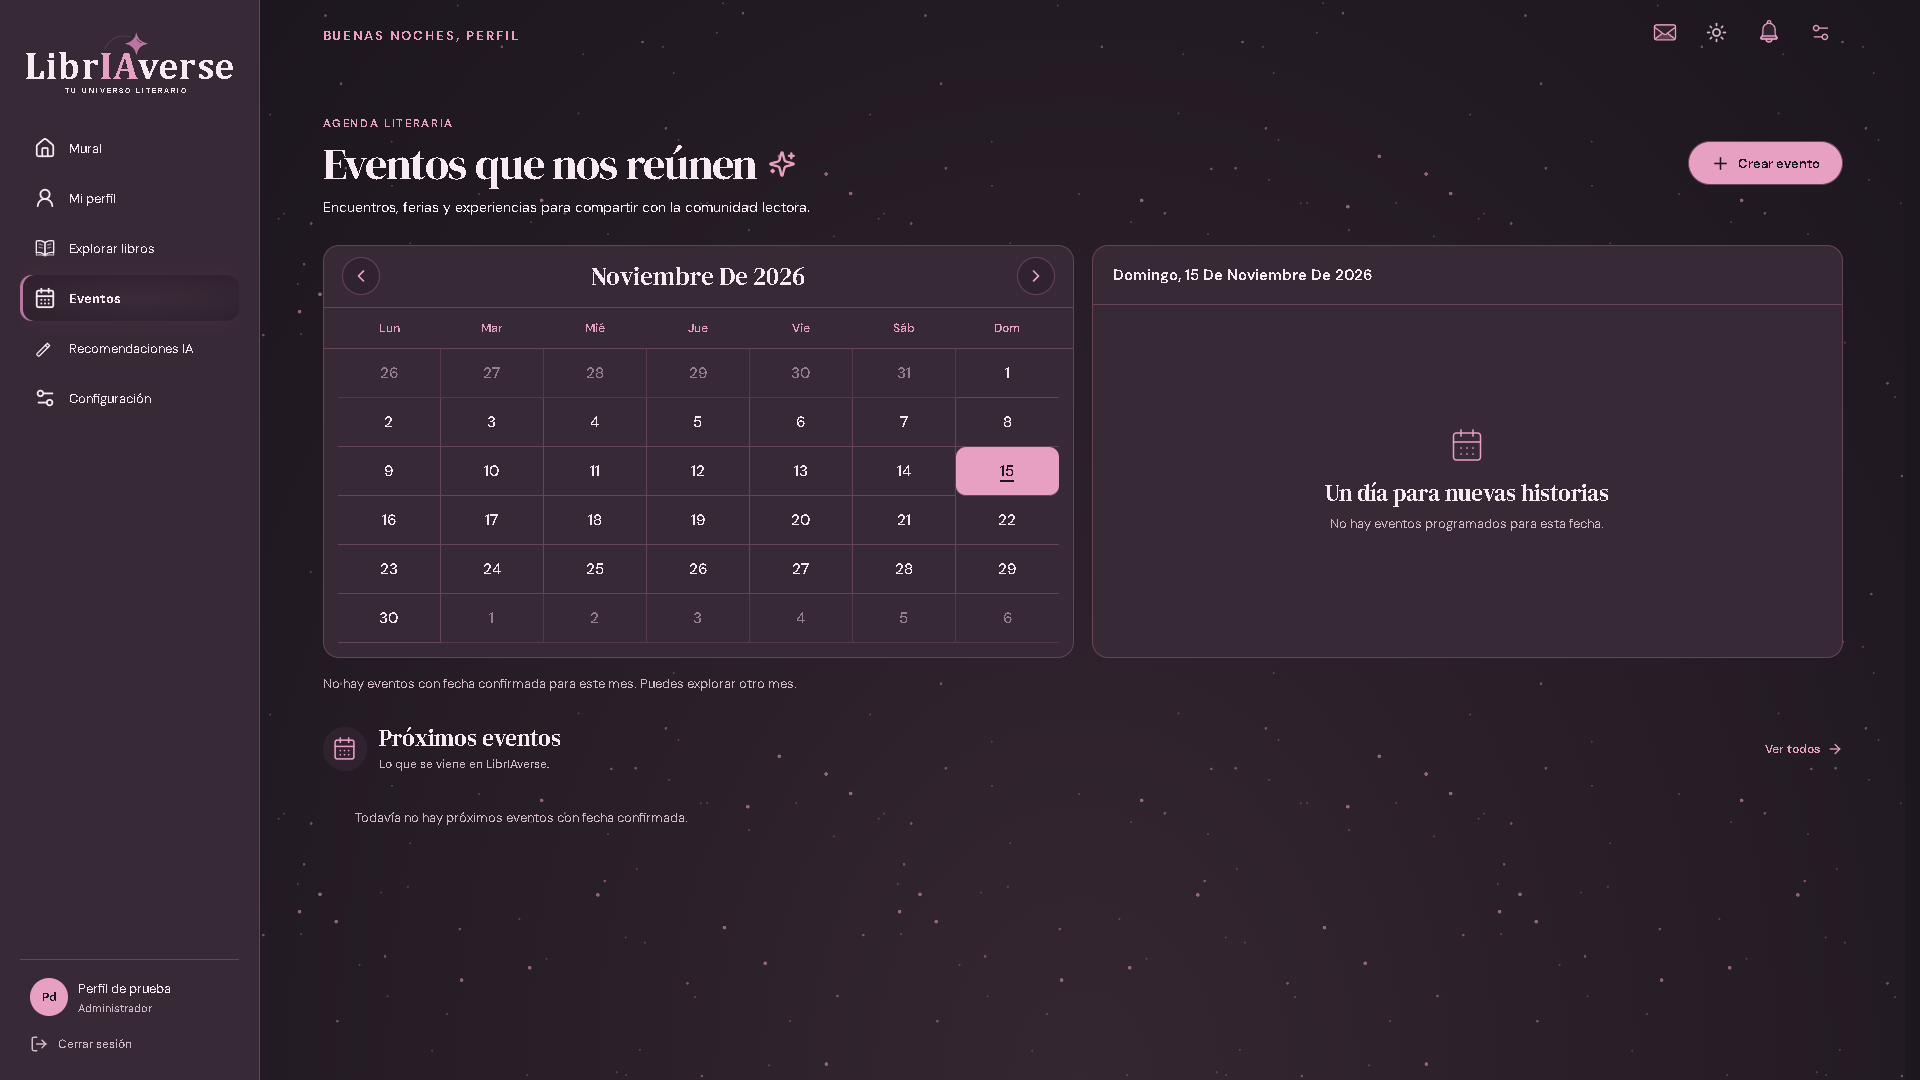 LibrIAverse
TU UNIVERSO LITERARIO
Mural
Mi perfil
Explorar libros
Eventos
Recomendaciones IA
Configuración
Pd
Perfil de prueba
Administrador
Cerrar sesión
BUENAS NOCHES, PERFIL
AGENDA LITERARIA
Eventos que nos reúnen
Encuentros, ferias y experiencias para compartir con la comunidad lectora.
Crear evento
Noviembre De 2026
Lun Mar Mié Jue Vie Sáb Dom
26 27 28 29 30 31 1
2 3 4 5 6 7 8
9 10 11 12 13 14 15
16 17 18 19 20 21 22
23 24 25 26 27 28 29
30 1 2 3 4 5 6
Domingo, 15 De Noviembre De 2026
Un día para nuevas historias
No hay eventos programados para esta fecha.
No hay eventos con fecha confirmada para este mes. Puedes explorar otro mes.
Próximos eventos
Lo que se viene en LibrIAverse.
Ver todos
Todavía no hay próximos eventos con fecha confirmada.